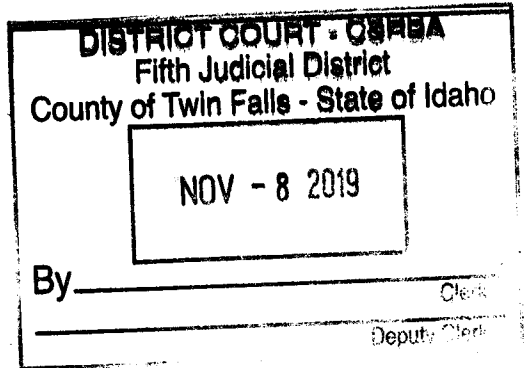 DISTRICT COURT - CSRBA
Fifth Judicial District
County of Twin Falls - State of Idaho
NOV - 8 2019
By
Clerk
Deputy Clerk